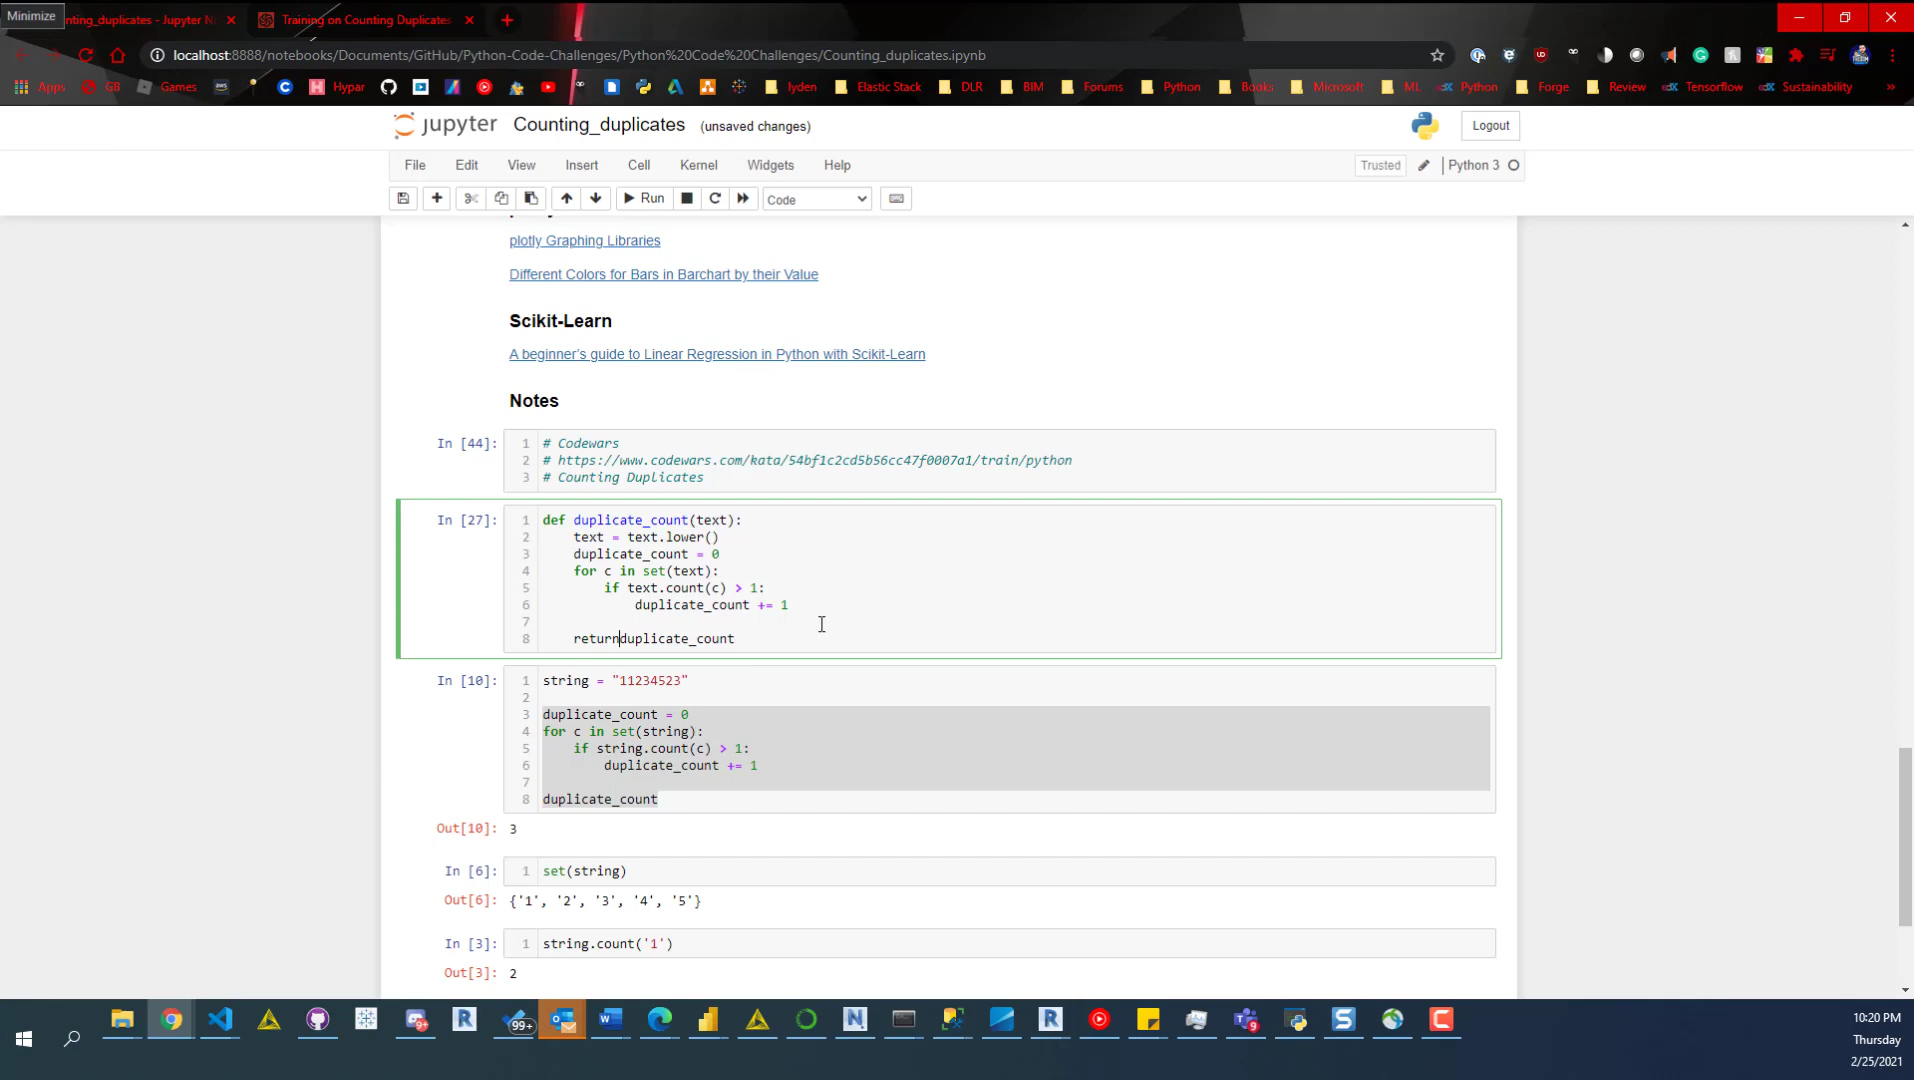 Minimize
nting_duplicates - Jupyter N
Training on Counting Duplicates
localhost:8888/notebooks/Documents/GitHub/Python-Code-Challenges/Python%20Code%20Challenges/Counting_duplicates.ipynb
Apps GB Games Hypar Iyden Elastic Stack DLR BIM Forums Python Books Microsoft ML Python Forge Review Tensorflow Sustainability »
jupyter Counting_duplicates (unsaved changes) Logout
File Edit View Insert Cell Kernel Widgets Help Trusted Python 3
Run Code
plotly Graphing Libraries
Different Colors for Bars in Barchart by their Value
Scikit-Learn
A beginner's guide to Linear Regression in Python with Scikit-Learn
Notes
In [44]: 1 # Codewars
2 # https://www.codewars.com/kata/54bf1c2cd5b56cc47f0007a1/train/python
3 # Counting Duplicates
In [27]: 1 def duplicate_count(text):
2 text = text.lower()
3 duplicate_count = 0
4 for c in set(text):
5 if text.count(c) > 1:
6 duplicate_count += 1
7
8 returnduplicate_count
In [10]: 1 string = "11234523"
2
3 duplicate_count = 0
4 for c in set(string):
5 if string.count(c) > 1:
6 duplicate_count += 1
7
8 duplicate_count
Out[10]: 3
In [6]: 1 set(string)
Out[6]: {'1', '2', '3', '4', '5'}
In [3]: 1 string.count('1')
Out[3]: 2
99+
10:20 PM
Thursday
2/25/2021